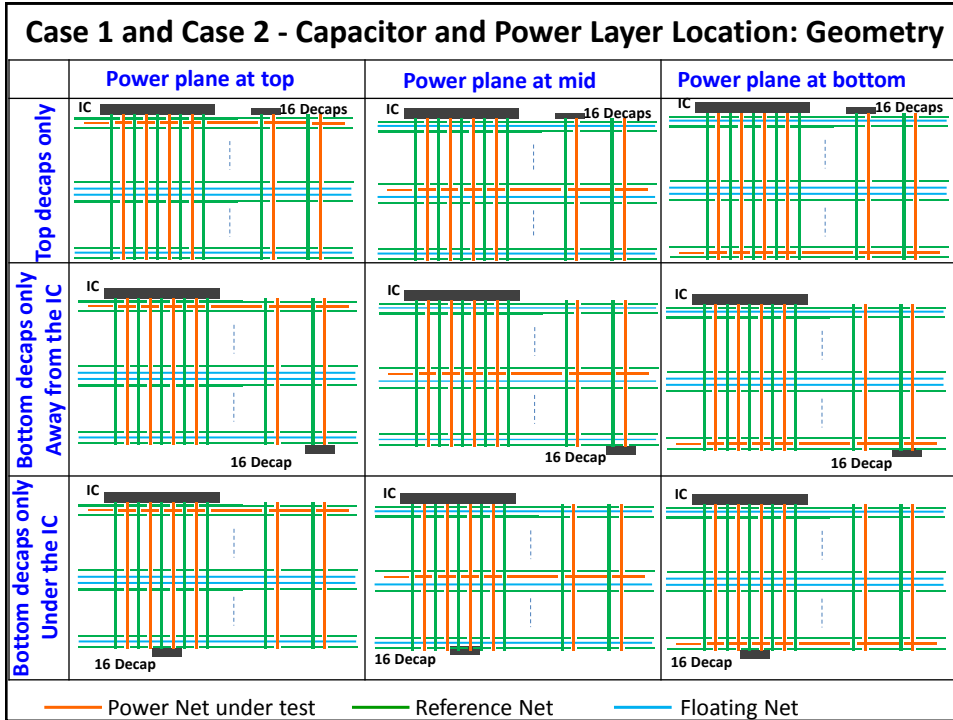 Case 1 and Case 2 - Capacitor and Power Layer Location: Geometry
Power plane at top
Power plane at mid
Power plane at bottom
Top decaps only
IC
16 Decaps
IC
16 Decaps
IC
16 Decaps
Bottom decaps only
Away from the IC
IC
16 Decap
IC
16 Decap
IC
16 Decap
Bottom decaps only
Under the IC
IC
16 Decap
IC
16 Decap
IC
16 Decap
Power Net under test
Reference Net
Floating Net